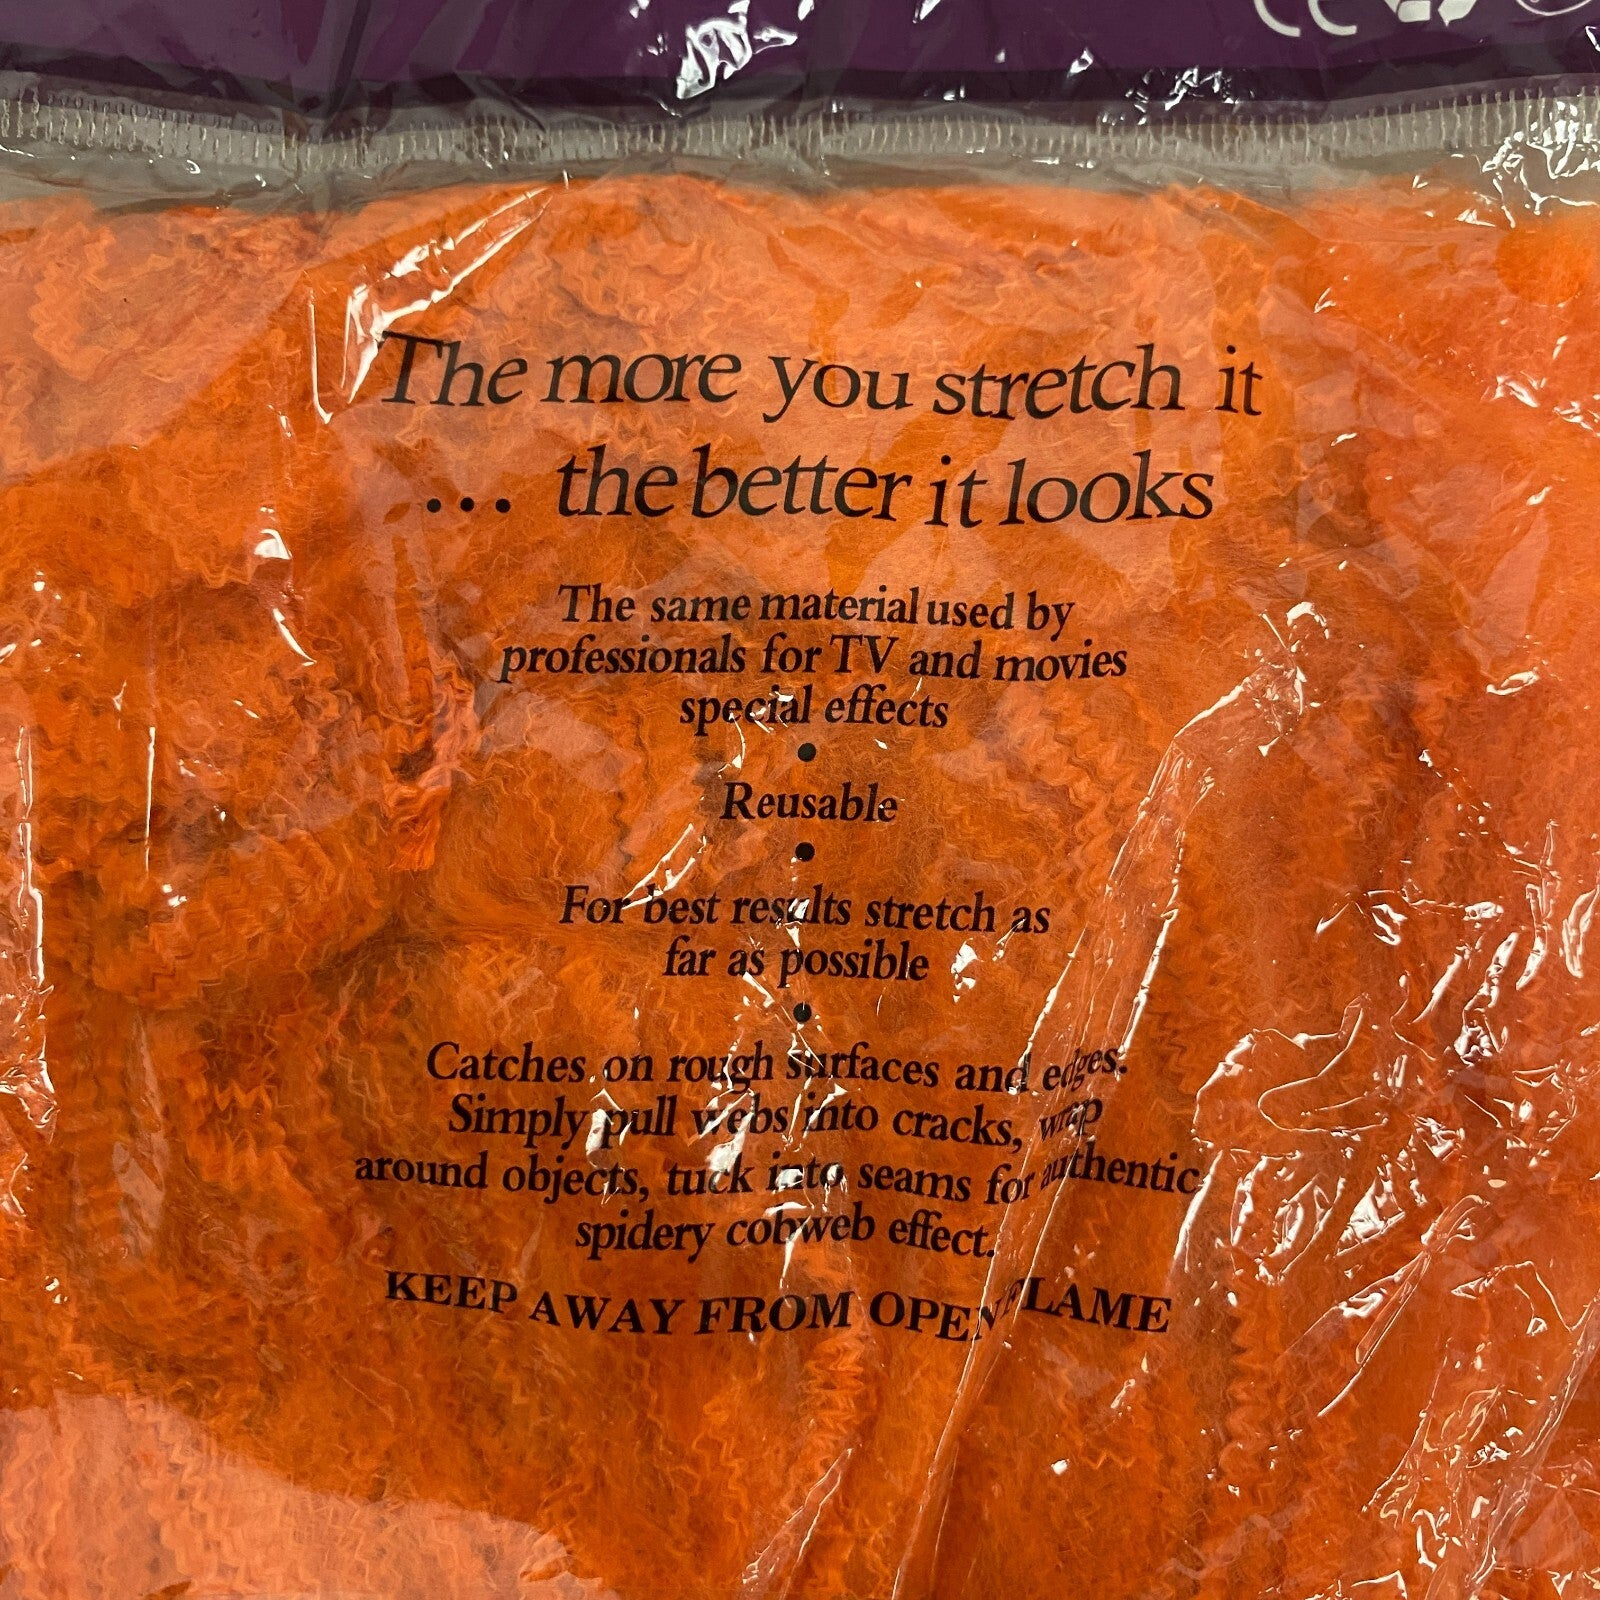 The more you stretch it
... the better it looks
The same material used by
professionals for TV and movies
special effects
•
Reusable
•
For best results stretch as
far as possible
•
Catches on rough surfaces and edges.
Simply pull webs into cracks, wrap
around objects, tuck into seams for authentic
spidery cobweb effect.
KEEP AWAY FROM OPEN FLAME